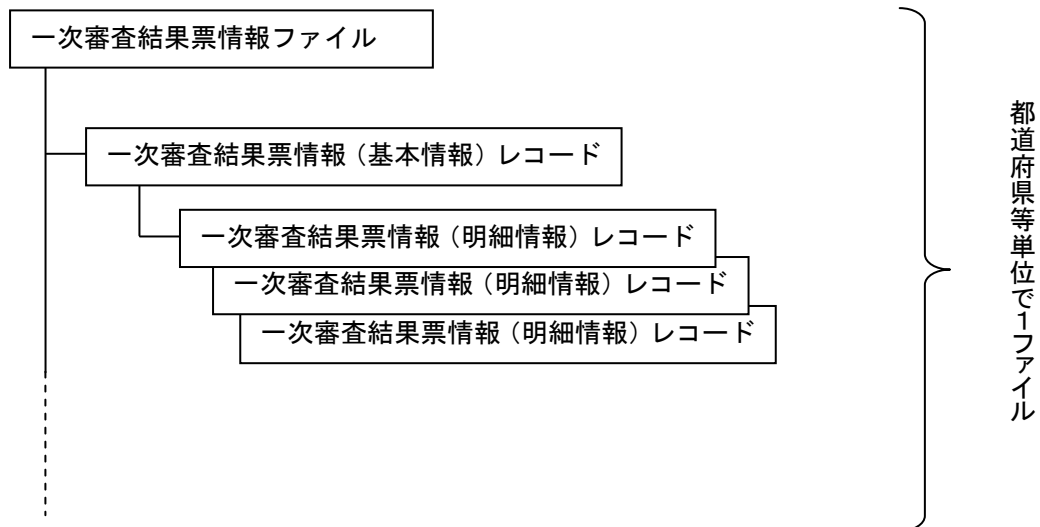 一次審査結果票情報ファイル
一次審査結果票情報（基本情報）レコード
一次審査結果票情報（明細情報）レコード
一次審査結果票情報（明細情報）レコード
一次審査結果票情報（明細情報）レコード
都道府県等単位で1ファイル